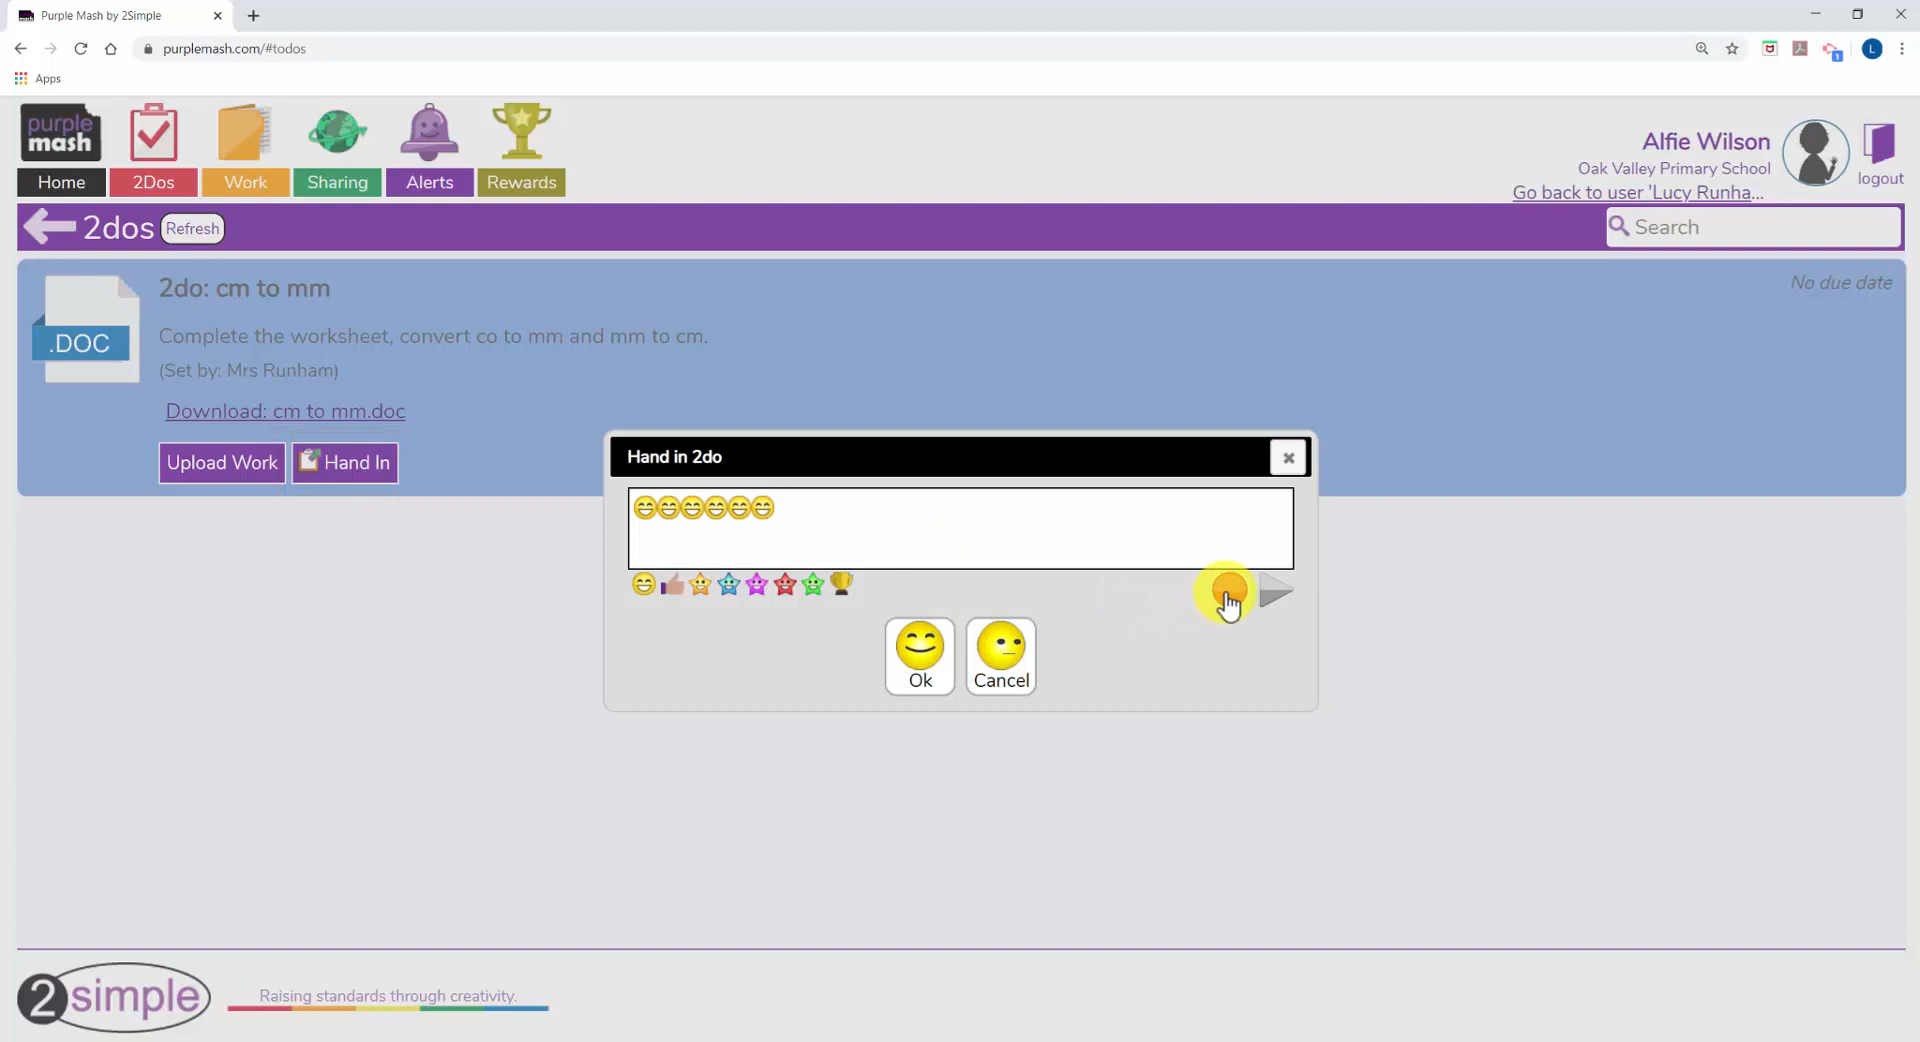 Purple Mash by 2Simple
purplemash.com/#todos
Apps
purple
mash
Home
2Dos
Work
Sharing
Alerts
Rewards
Alfie Wilson
Oak Valley Primary School
Go back to user 'Lucy Runha...
logout
L
1
2dos
Refresh
Search
.DOC
2do: cm to mm
No due date
Complete the worksheet, convert co to mm and mm to cm.
(Set by: Mrs Runham)
Download: cm to mm.doc
Upload Work
Hand In
Hand in 2do
😁😁😁😁😁😁
Ok
Cancel
2simple
Raising standards through creativity.